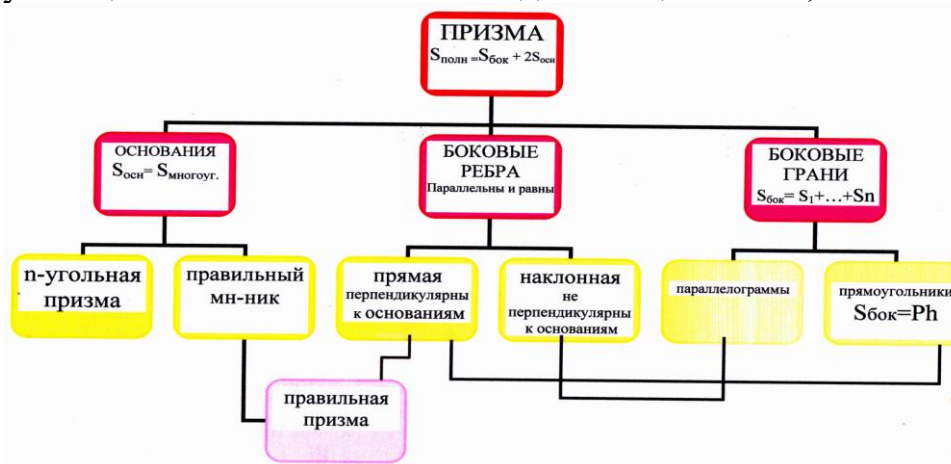 ПРИЗМА
Sполн =Sбок + 2Sосн
ОСНОВАНИЯ
Sосн= Sмногоуг.
БОКОВЫЕ
РЕБРА
Параллельны и равны
БОКОВЫЕ
ГРАНИ
Sбок= S1+...+Sn
n-угольная
призма
правильный
мн-ник
прямая
перпендикулярны
к основаниям
наклонная
не
перпендикулярны
к основаниям
параллелограммы
прямоугольники
Sбок=Ph
правильная
призма